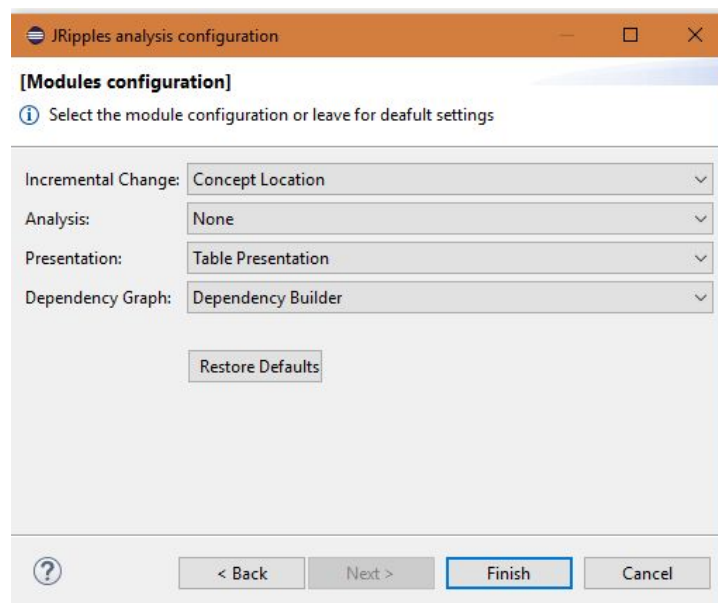 JRipples analysis configuration
[Modules configuration]
Select the module configuration or leave for deafult settings
Incremental Change: Concept Location
Analysis: None
Presentation: Table Presentation
Dependency Graph: Dependency Builder
Restore Defaults
< Back Next > Finish Cancel